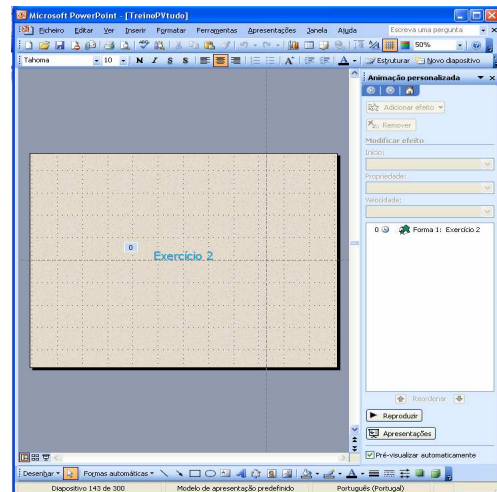 Microsoft PowerPoint - [TreinoPVtudo]
Ficheiro Editar Ver Inserir Formatar Ferramentas Apresentações Janela Ajuda Escreva uma pergunta
50%
Tahoma 10 N I S S Estruturar Novo diapositivo
Animação personalizada
Adicionar efeito
Remover
Modificar efeito
Início:
Propriedade:
Velocidade:
0 Forma 1: Exercício 2
0
Exercício 2
Reordenar
Reproduzir
Apresentações
Pré-visualizar automaticamente
Desenhar Formas automáticas
Diapositivo 143 de 300 Modelo de apresentação predefinido Português (Portugal)